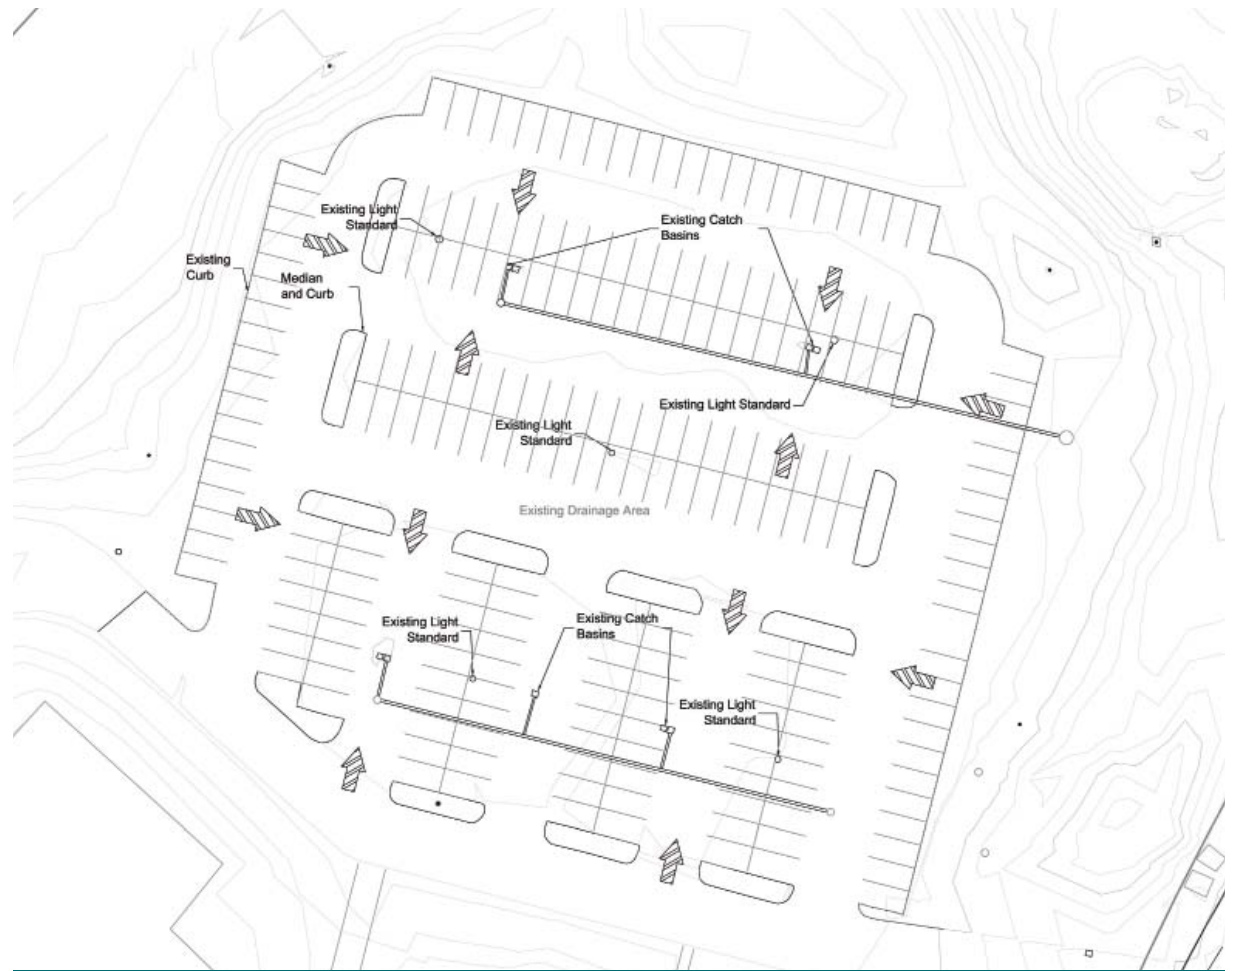 Existing Light
Standard
Existing Catch
Basins
Existing
Curb
Median
and Curb
Existing Light Standard
Existing Light
Standard
Existing Drainage Area
Existing Light
Standard
Existing Catch
Basins
Existing Light
Standard